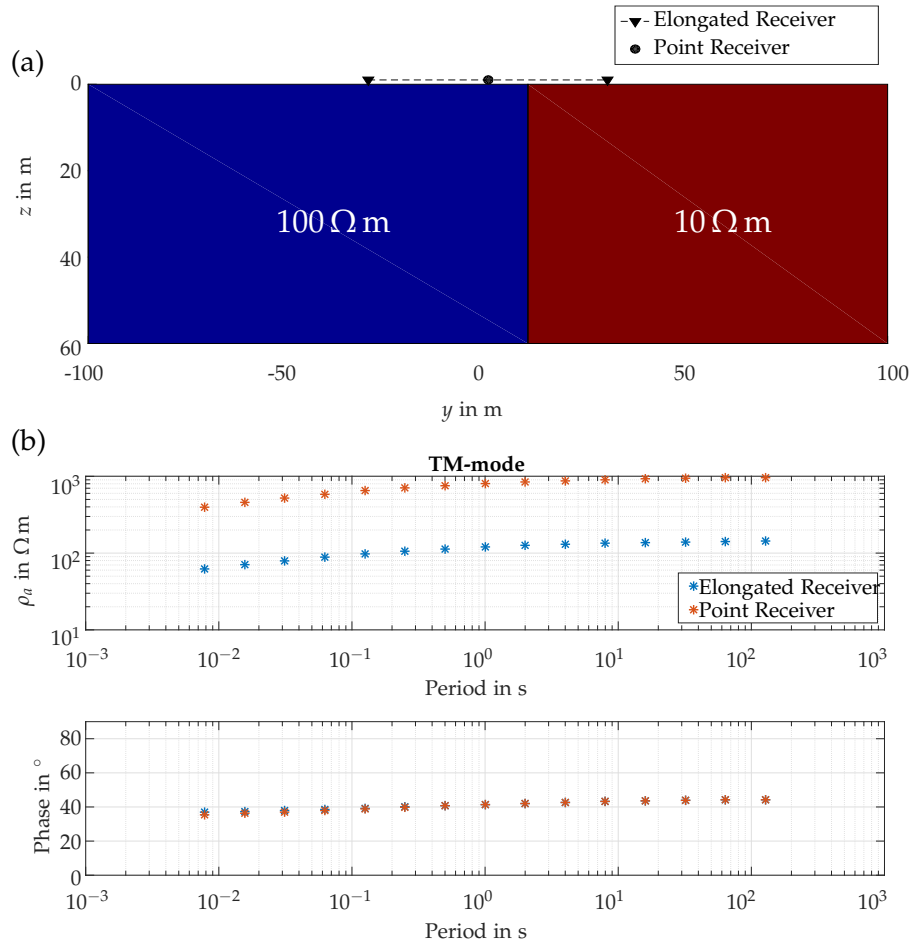 Elongated Receiver
Point Receiver
(a)
0
20
40
60
z in m
100 Ω m
10 Ω m
-100
-50
0
50
100
y in m
(b)
TM-mode
10³
10²
10¹
ρₐ in Ω m
Elongated Receiver
Point Receiver
10⁻³
10⁻²
10⁻¹
10⁰
10¹
10²
10³
Period in s
80
60
40
20
0
Phase in °
10⁻³
10⁻²
10⁻¹
10⁰
10¹
10²
10³
Period in s